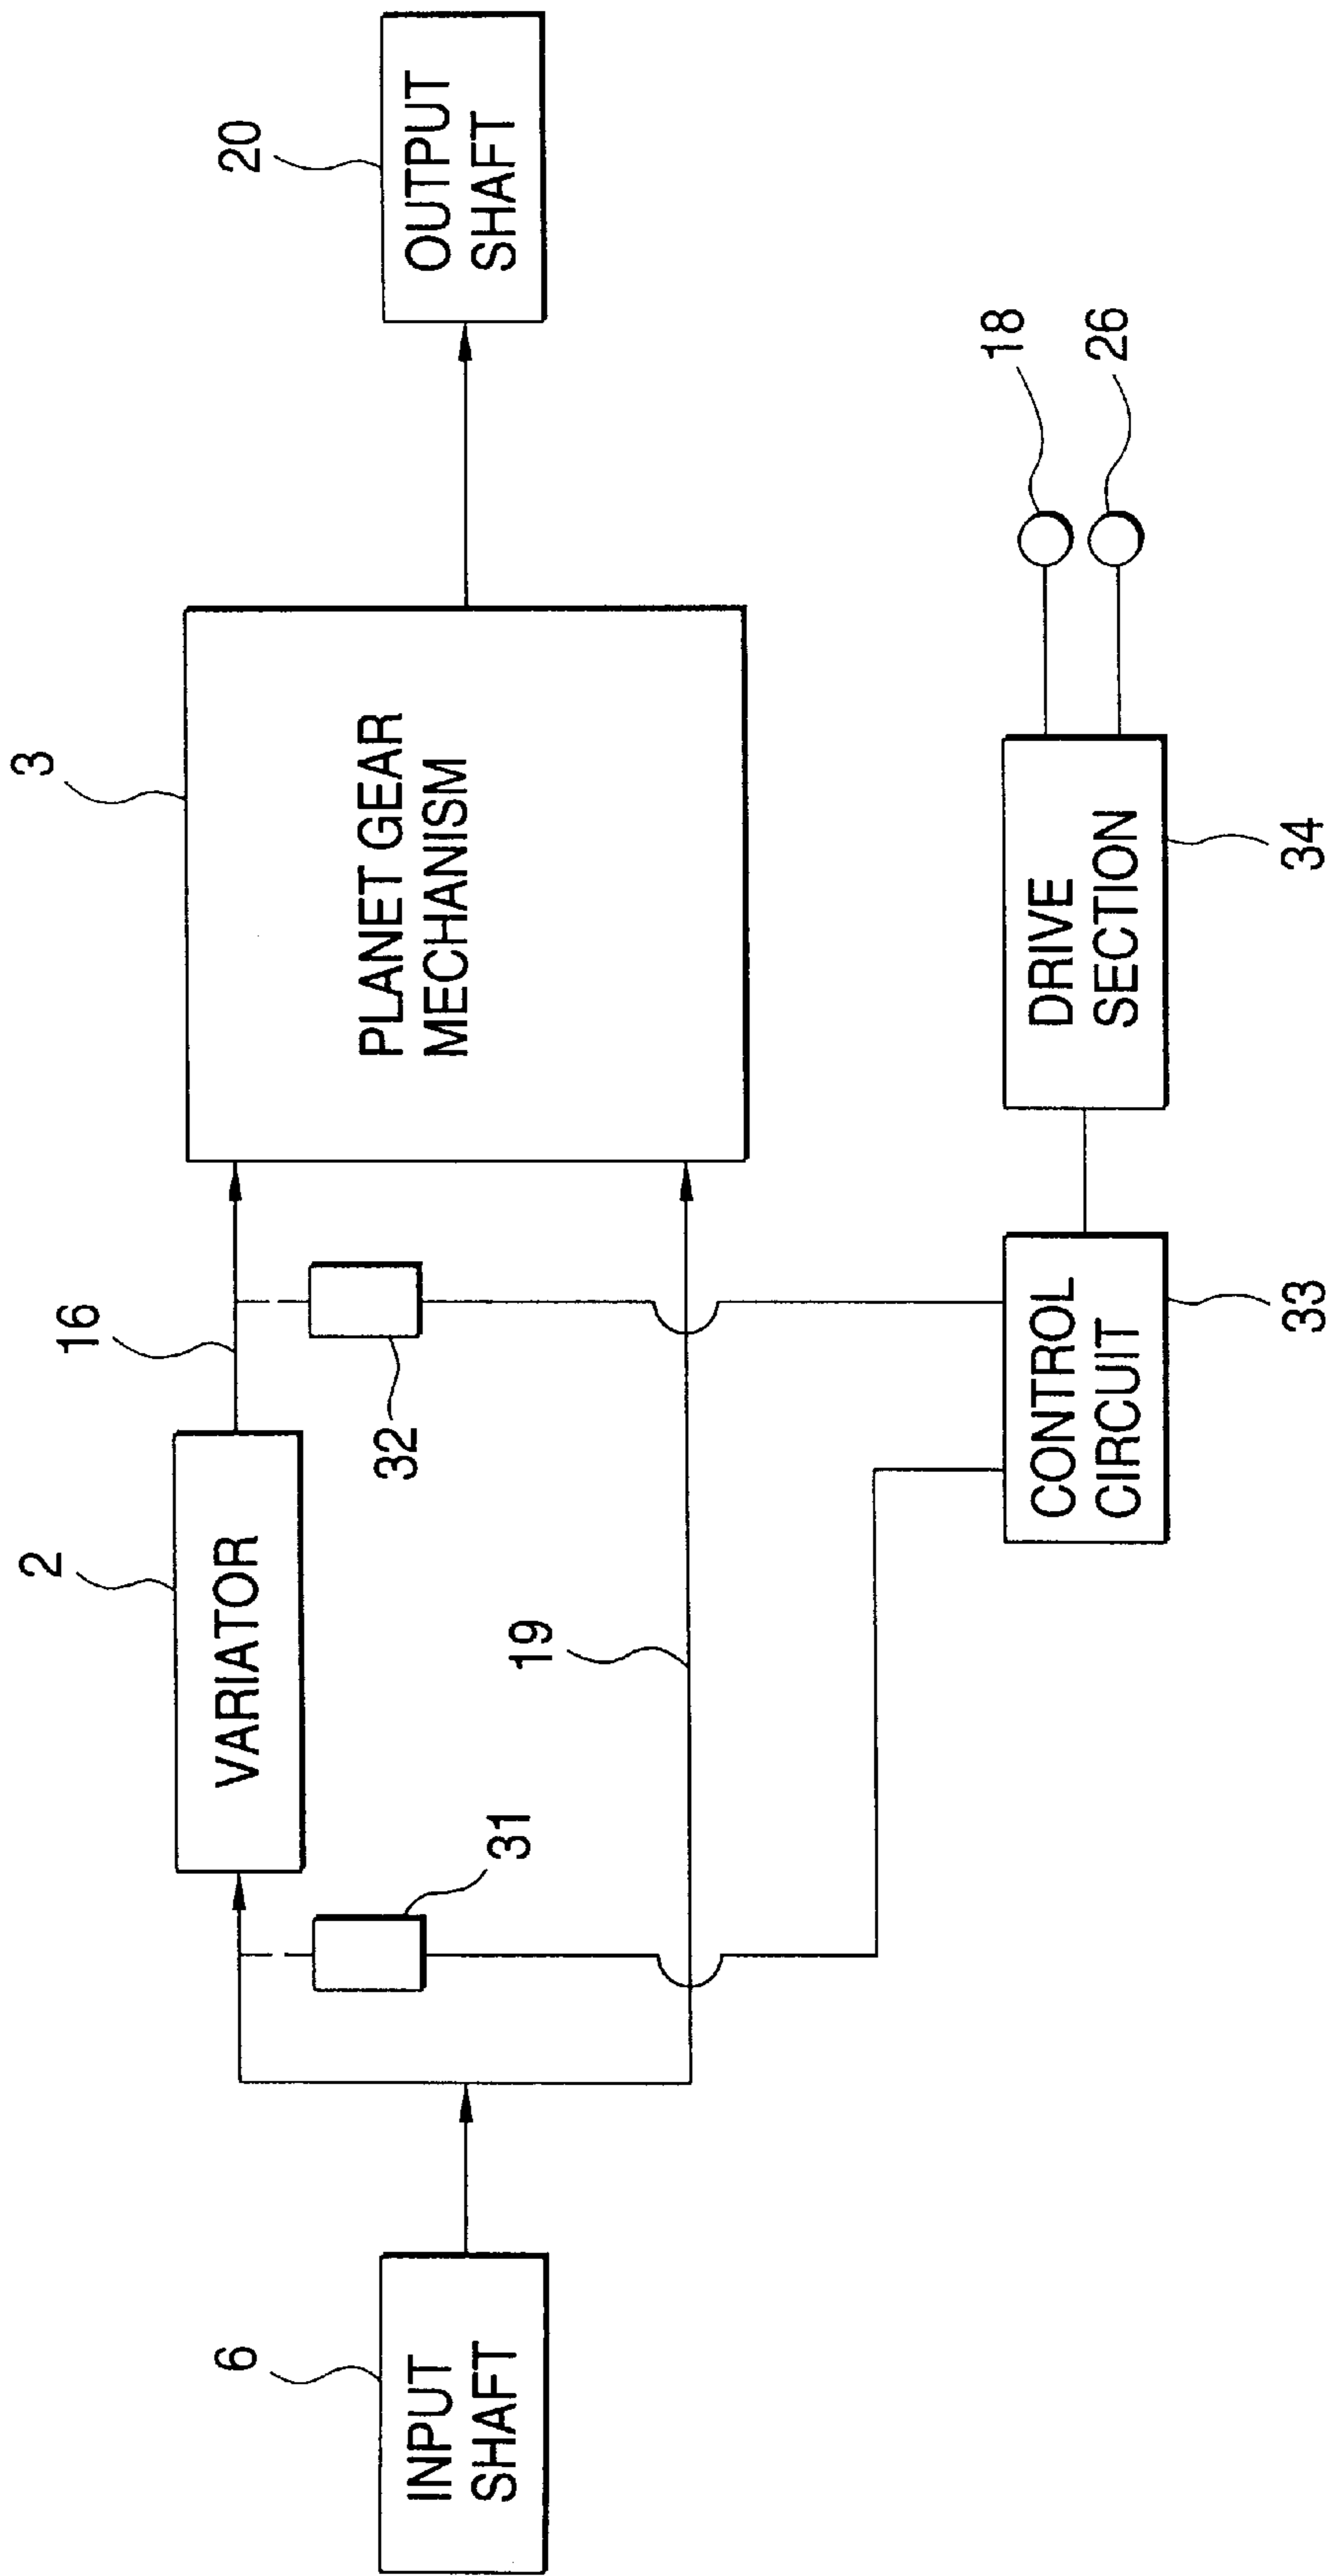 3
20
16
2
6
VARIATOR
PLANET GEAR
MECHANISM
OUTPUT
SHAFT
INPUT
SHAFT
31
32
19
18
26
CONTROL
CIRCUIT
DRIVE
SECTION
33
34